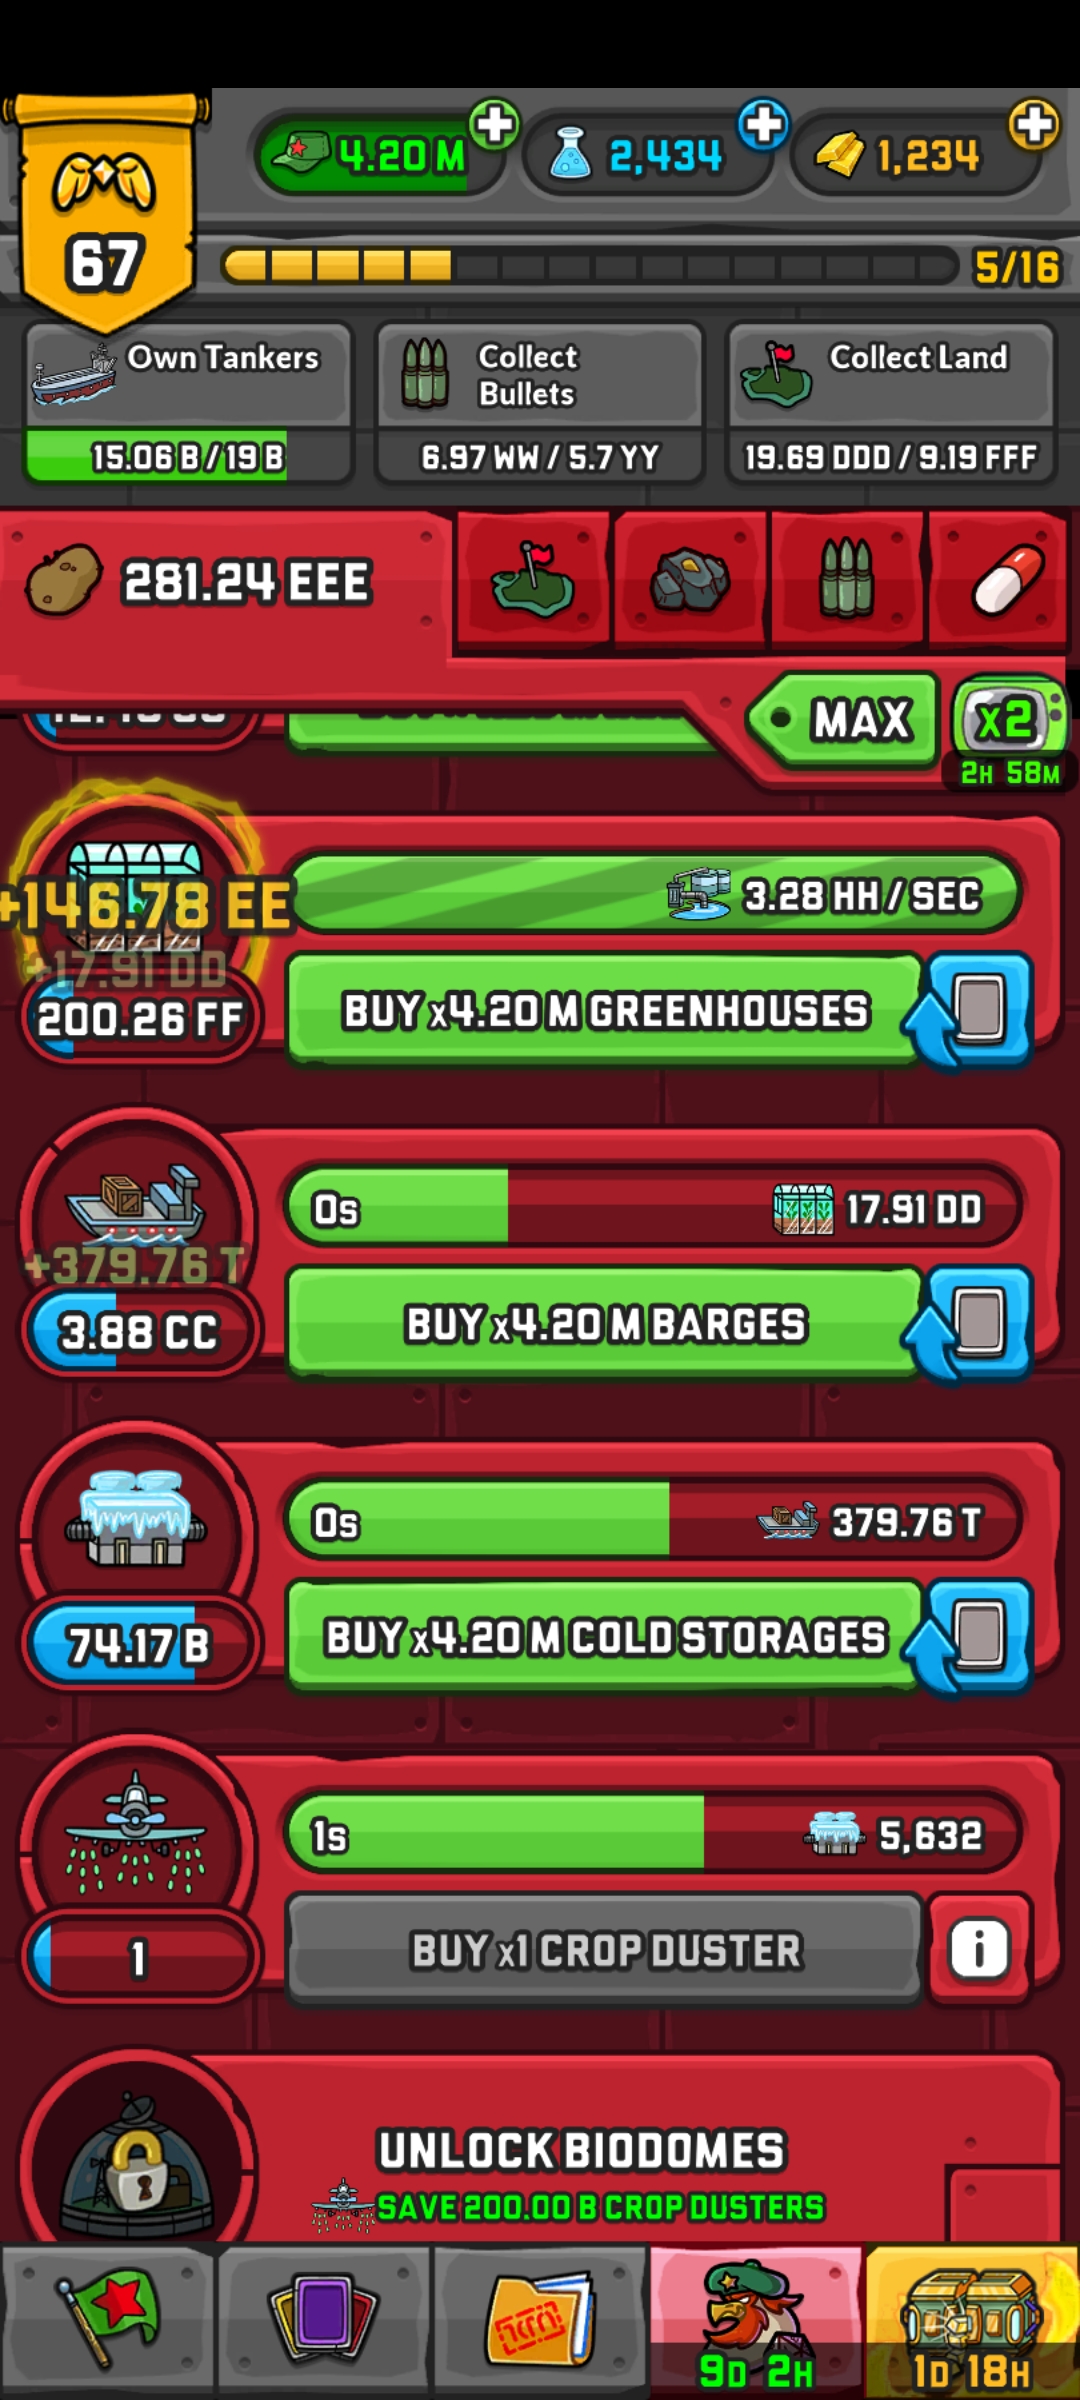 4.20 M
2,434
1,234
67
5/16
Own Tankers
15.06 B / 19 B
Collect
Bullets
6.97 WW / 5.7 YY
Collect Land
19.69 DDD / 9.19 FFF
281.24 EEE
MAX
x2
2H 58M
+146.78 EE
+17.91 DD
200.26 FF
3.28 HH / SEC
BUY x4.20 M GREENHOUSES
+379.76 T
3.88 CC
0s
17.91 DD
BUY x4.20 M BARGES
74.17 B
0s
379.76 T
BUY x4.20 M COLD STORAGES
1
1s
5,632
BUY x1 CROP DUSTER
i
UNLOCK BIODOMES
SAVE 200.00 B CROP DUSTERS
9D 2H
1D 18H